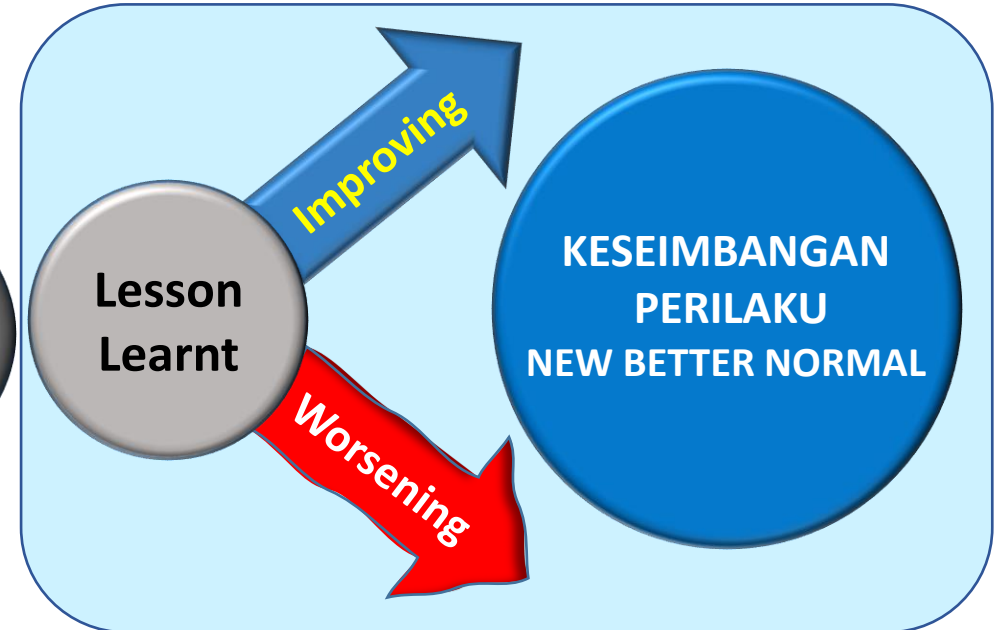 Improving
Lesson
Learnt
KESEIMBANGAN
PERILAKU
NEW BETTER NORMAL
Worsening